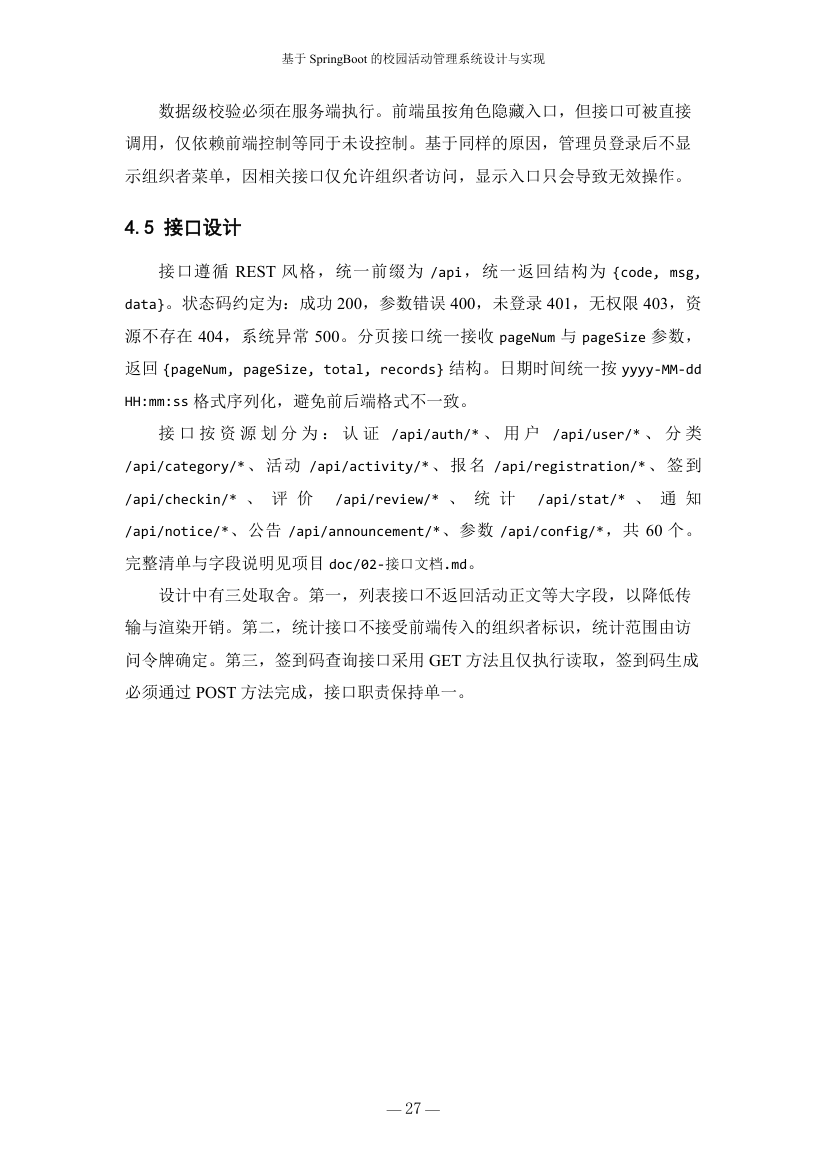 基于 SpringBoot 的校园活动管理系统设计与实现
数据级校验必须在服务端执行。前端虽按角色隐藏入口，但接口可被直接
调用，仅依赖前端控制等同于未设控制。基于同样的原因，管理员登录后不显
示组织者菜单，因相关接口仅允许组织者访问，显示入口只会导致无效操作。
4.5 接口设计
接口遵循 REST 风格，统一前缀为 /api，统一返回结构为 {code, msg,
data}。状态码约定为：成功 200，参数错误 400，未登录 401，无权限 403，资
源不存在 404，系统异常 500。分页接口统一接收 pageNum 与 pageSize 参数，
返回 {pageNum, pageSize, total, records} 结构。日期时间统一按 yyyy-MM-dd
HH:mm:ss 格式序列化，避免前后端格式不一致。
接口按资源划分为：认证 /api/auth/*、用户 /api/user/*、分类
/api/category/*、活动 /api/activity/*、报名 /api/registration/*、签到
/api/checkin/*、评价 /api/review/*、统计 /api/stat/*、通知
/api/notice/*、公告 /api/announcement/*、参数 /api/config/*，共 60 个。
完整清单与字段说明见项目 doc/02-接口文档.md。
设计中有三处取舍。第一，列表接口不返回活动正文等大字段，以降低传
输与渲染开销。第二，统计接口不接受前端传入的组织者标识，统计范围由访
问令牌确定。第三，签到码查询接口采用 GET 方法且仅执行读取，签到码生成
必须通过 POST 方法完成，接口职责保持单一。
— 27 —